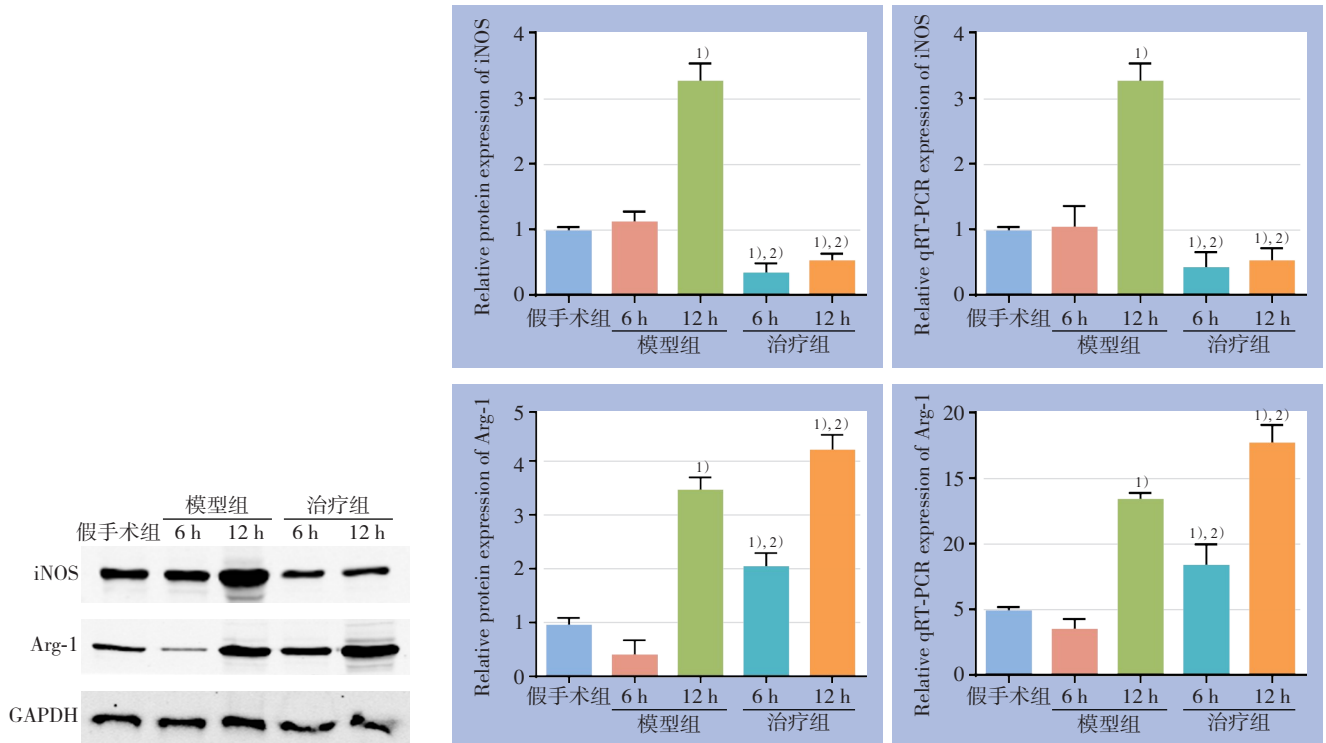 模型组 治疗组
假手术组 6 h 12 h 6 h 12 h
iNOS
Arg-1
GAPDH
Relative protein expression of iNOS
4
3
2
1
0
1)
1), 2)
1), 2)
假手术组 6 h 12 h 6 h 12 h
模型组 治疗组
Relative qRT-PCR expression of iNOS
4
3
2
1
0
1)
1), 2)
1), 2)
假手术组 6 h 12 h 6 h 12 h
模型组 治疗组
Relative protein expression of Arg-1
5
4
3
2
1
0
1)
1), 2)
1), 2)
假手术组 6 h 12 h 6 h 12 h
模型组 治疗组
Relative qRT-PCR expression of Arg-1
20
15
20
5
0
1)
1), 2)
1), 2)
假手术组 6 h 12 h 6 h 12 h
模型组 治疗组